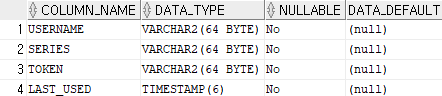 COLUMN_NAME DATA_TYPE NULLABLE DATA_DEFAULT
1 USERNAME VARCHAR2(64 BYTE) No (null)
2 SERIES VARCHAR2(64 BYTE) No (null)
3 TOKEN VARCHAR2(64 BYTE) No (null)
4 LAST_USED TIMESTAMP(6) No (null)